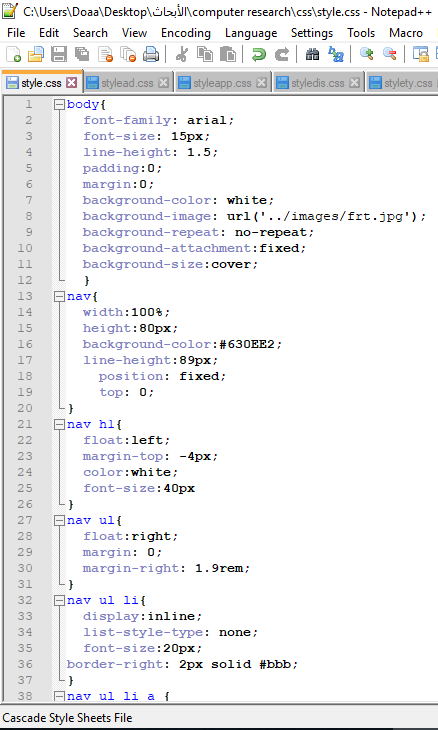 C:\Users\Doaa\Desktop\الأبحاث\computer research\css\style.css - Notepad++
File Edit Search View Encoding Language Settings Tools Macro
style.css stylead.css styleapp.css styledis.css stylety.css
1 body{
2 font-family: arial;
3 font-size: 15px;
4 line-height: 1.5;
5 padding:0;
6 margin:0;
7 background-color: white;
8 background-image: url('../images/frt.jpg');
9 background-repeat: no-repeat;
10 background-attachment:fixed;
11 background-size:cover;
12 }
13 nav{
14 width:100%;
15 height:80px;
16 background-color:#630EE2;
17 line-height:89px;
18 position: fixed;
19 top: 0;
20 }
21 nav h1{
22 float:left;
23 margin-top: -4px;
24 color:white;
25 font-size:40px
26 }
27 nav ul{
28 float:right;
29 margin: 0;
30 margin-right: 1.9rem;
31 }
32 nav ul li{
33 display:inline;
34 list-style-type: none;
35 font-size:20px;
36 border-right: 2px solid #bbb;
37 }
38 nav ul li a {
Cascade Style Sheets File